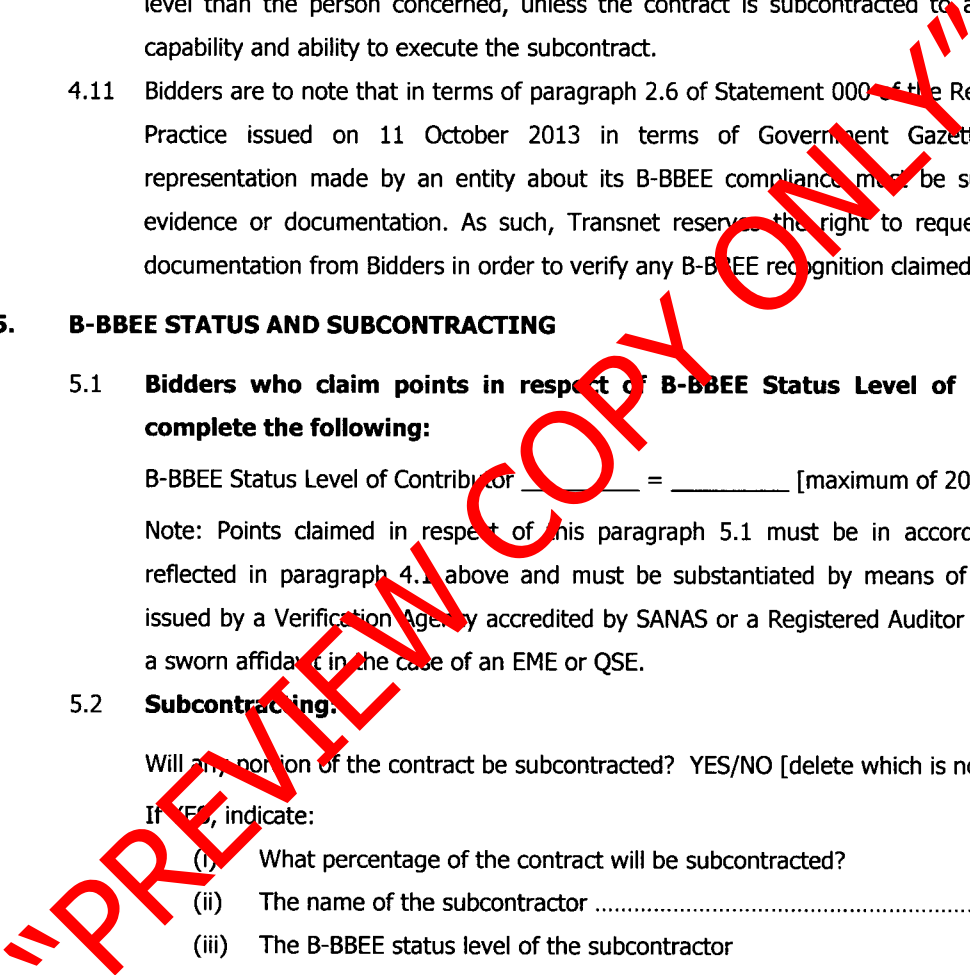 level than the person concerned, unless the contract is subcontracted to a
capability and ability to execute the subcontract.
4.11 Bidders are to note that in terms of paragraph 2.6 of Statement 000 of the Re
Practice issued on 11 October 2013 in terms of Government Gazett
representation made by an entity about its B-BBEE compliance must be su
evidence or documentation. As such, Transnet reserves the right to reque
documentation from Bidders in order to verify any B-BBEE recognition claimed
5. B-BBEE STATUS AND SUBCONTRACTING
5.1 Bidders who claim points in respect of B-BBEE Status Level of
complete the following:
B-BBEE Status Level of Contributor _________ = _________ [maximum of 20
Note: Points claimed in respect of this paragraph 5.1 must be in accord
reflected in paragraph 4.1 above and must be substantiated by means of
issued by a Verification Agency accredited by SANAS or a Registered Auditor
a sworn affidavit in the case of an EME or QSE.
5.2 Subcontracting:
Will any portion of the contract be subcontracted? YES/NO [delete which is no
If YES, indicate:
(i) What percentage of the contract will be subcontracted?
(ii) The name of the subcontractor ..........................................................
(iii) The B-BBEE status level of the subcontractor
"PREVIEW COPY ONLY"